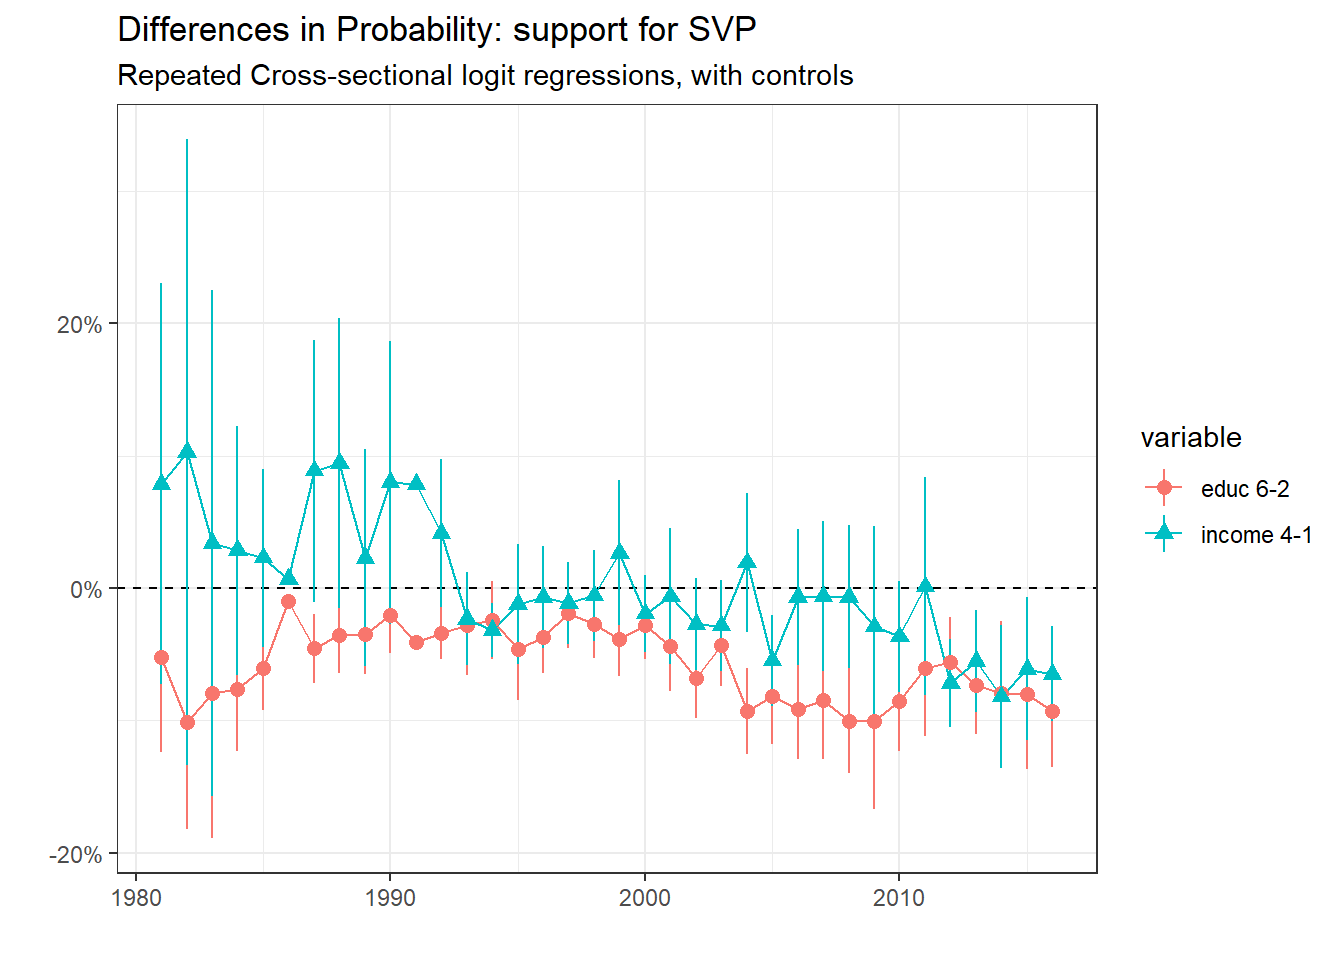 Differences in Probability: support for SVP
Repeated Cross-sectional logit regressions, with controls
20%
0%
-20%
1980
1990
2000
2010
variable
educ 6-2
income 4-1